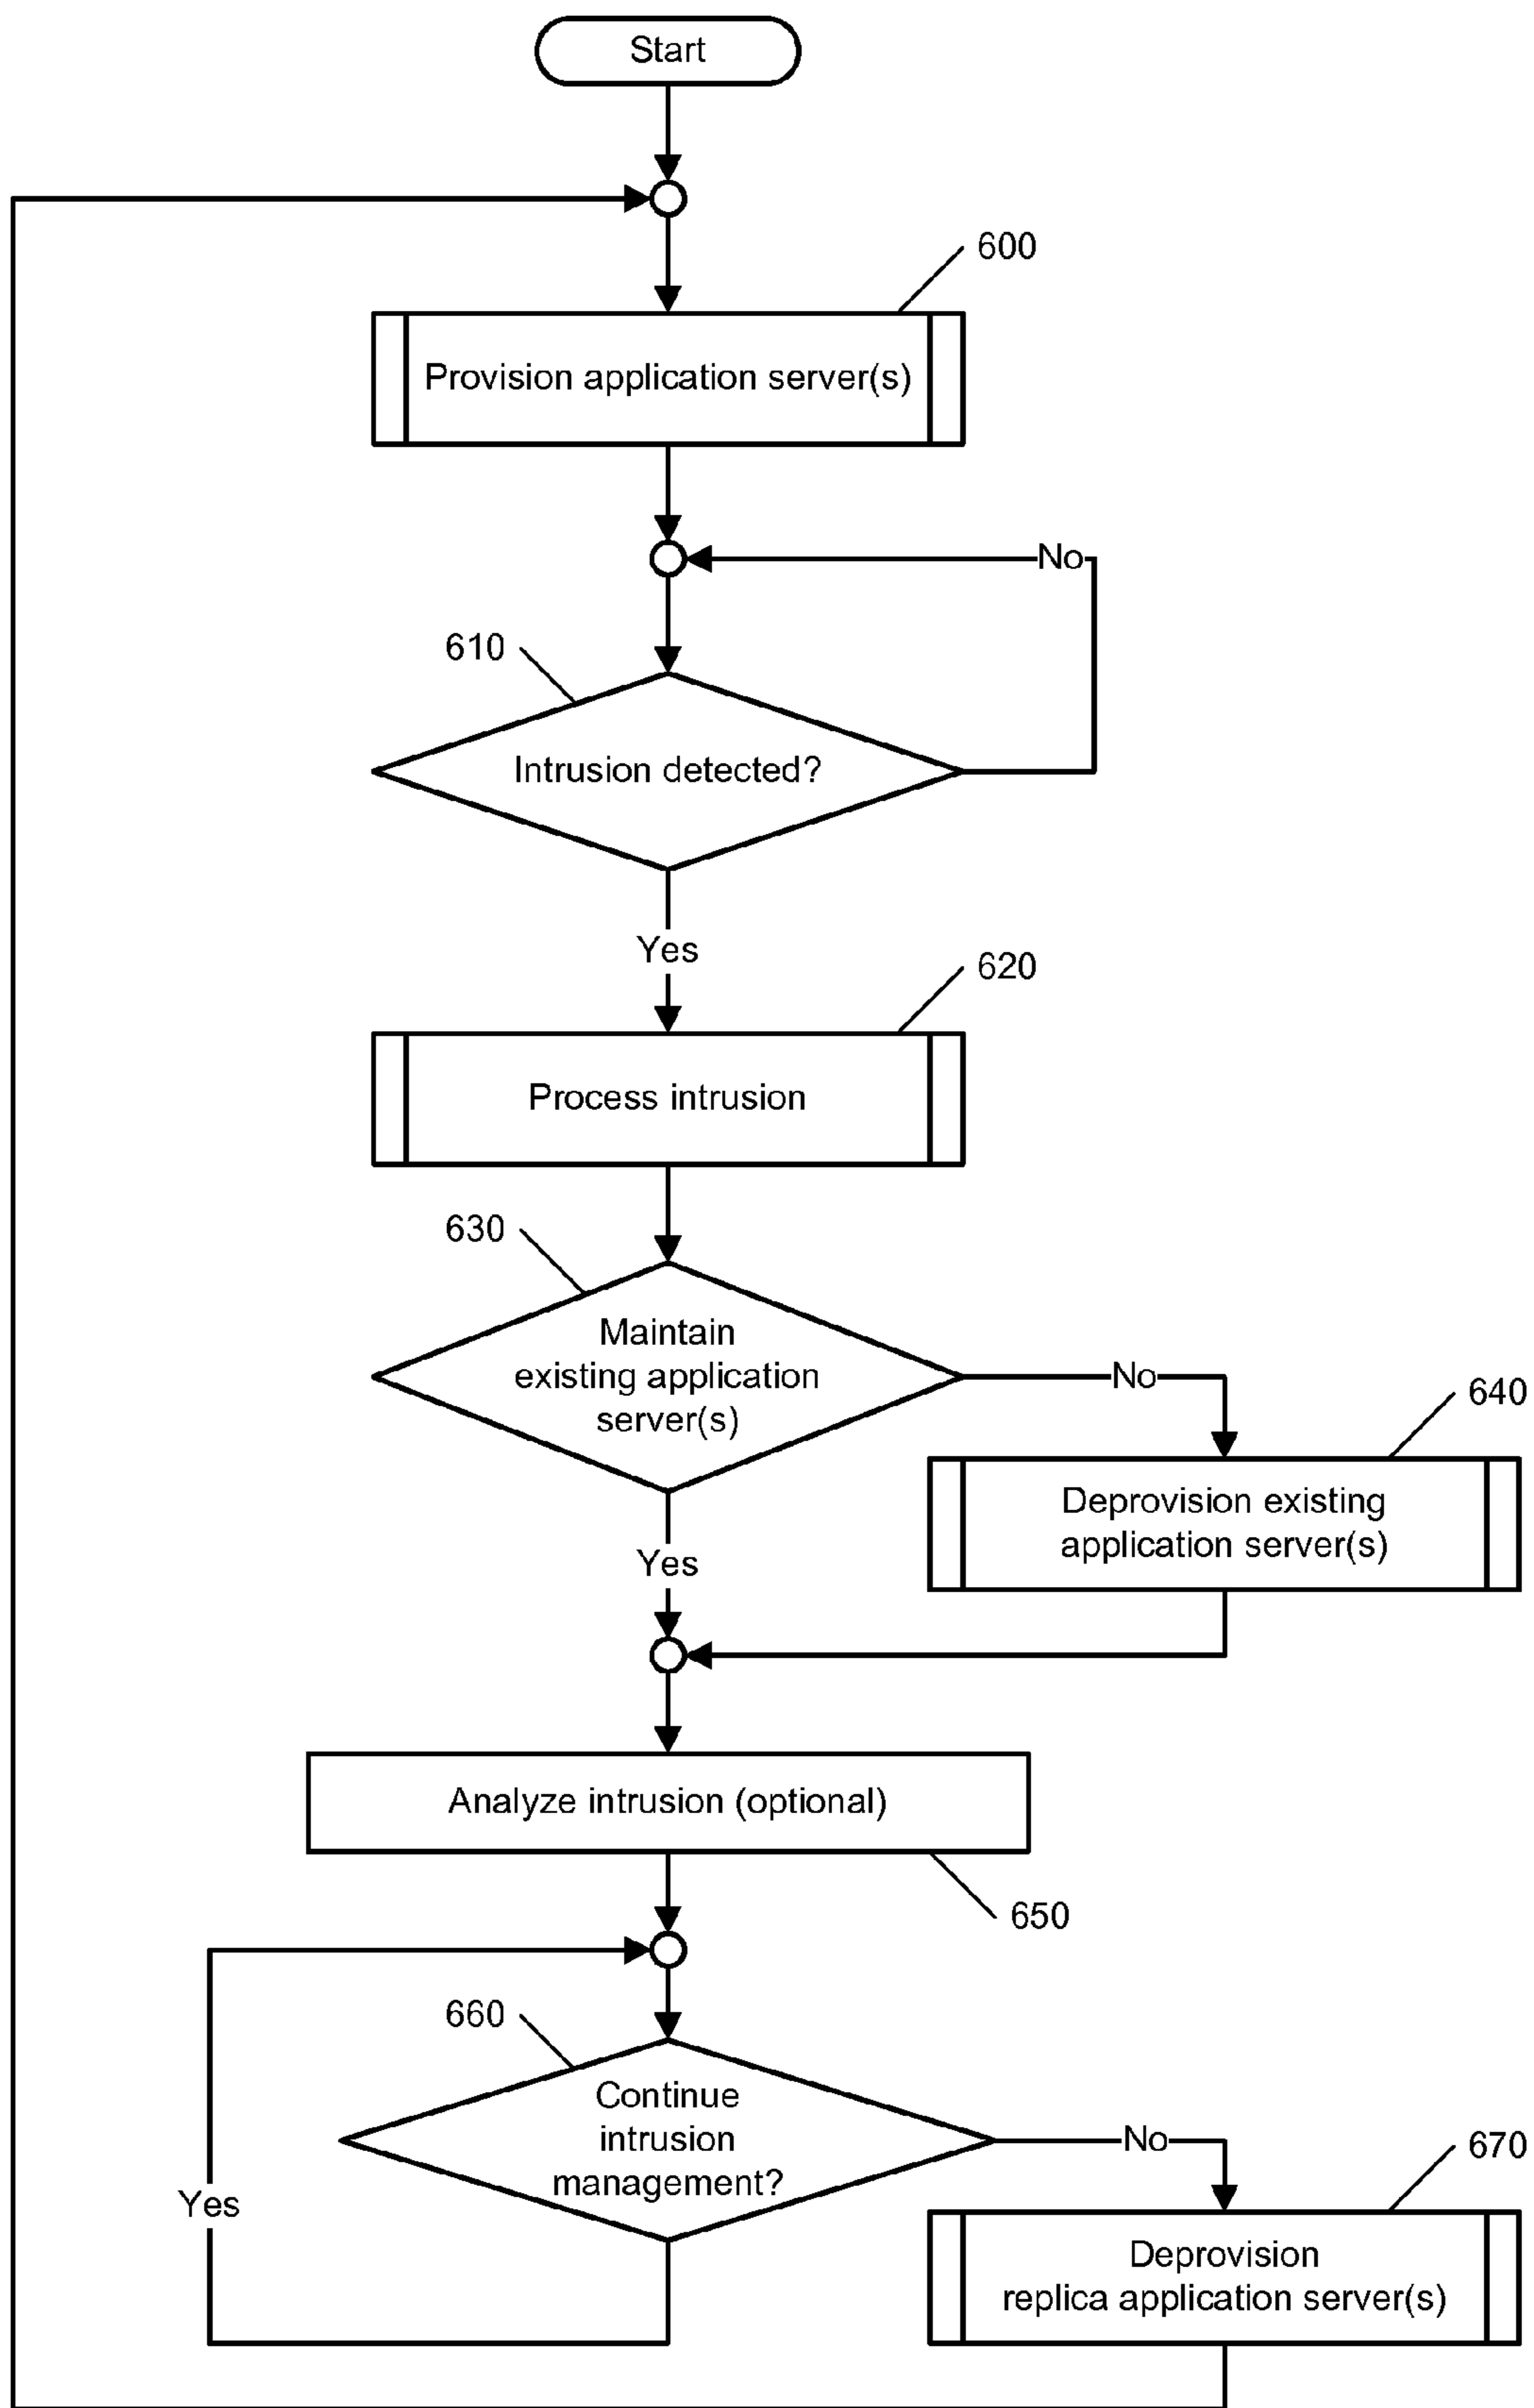 Start
600
Provision application server(s)
No
610
Intrusion detected?
Yes
620
Process intrusion
630
Maintain
existing application
server(s)
No
640
Deprovision existing
application server(s)
Yes
Analyze intrusion (optional)
650
660
Continue
intrusion
management?
No
670
Yes
Deprovision
replica application server(s)